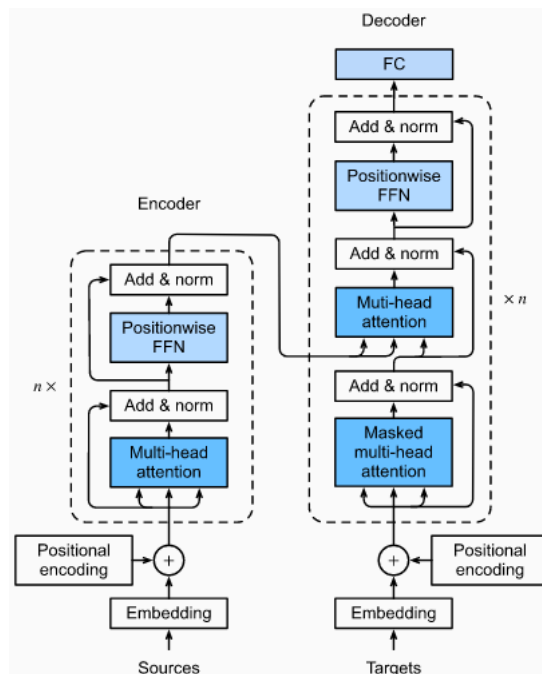 Decoder
FC
Add & norm
Positionwise
FFN
Encoder
Add & norm
Muti-head
attention
× n
Add & norm
Positionwise
FFN
n ×
Add & norm
Multi-head
attention
Add & norm
Masked
multi-head
attention
Positional
encoding
+
Embedding
Sources
+
Positional
encoding
Embedding
Targets